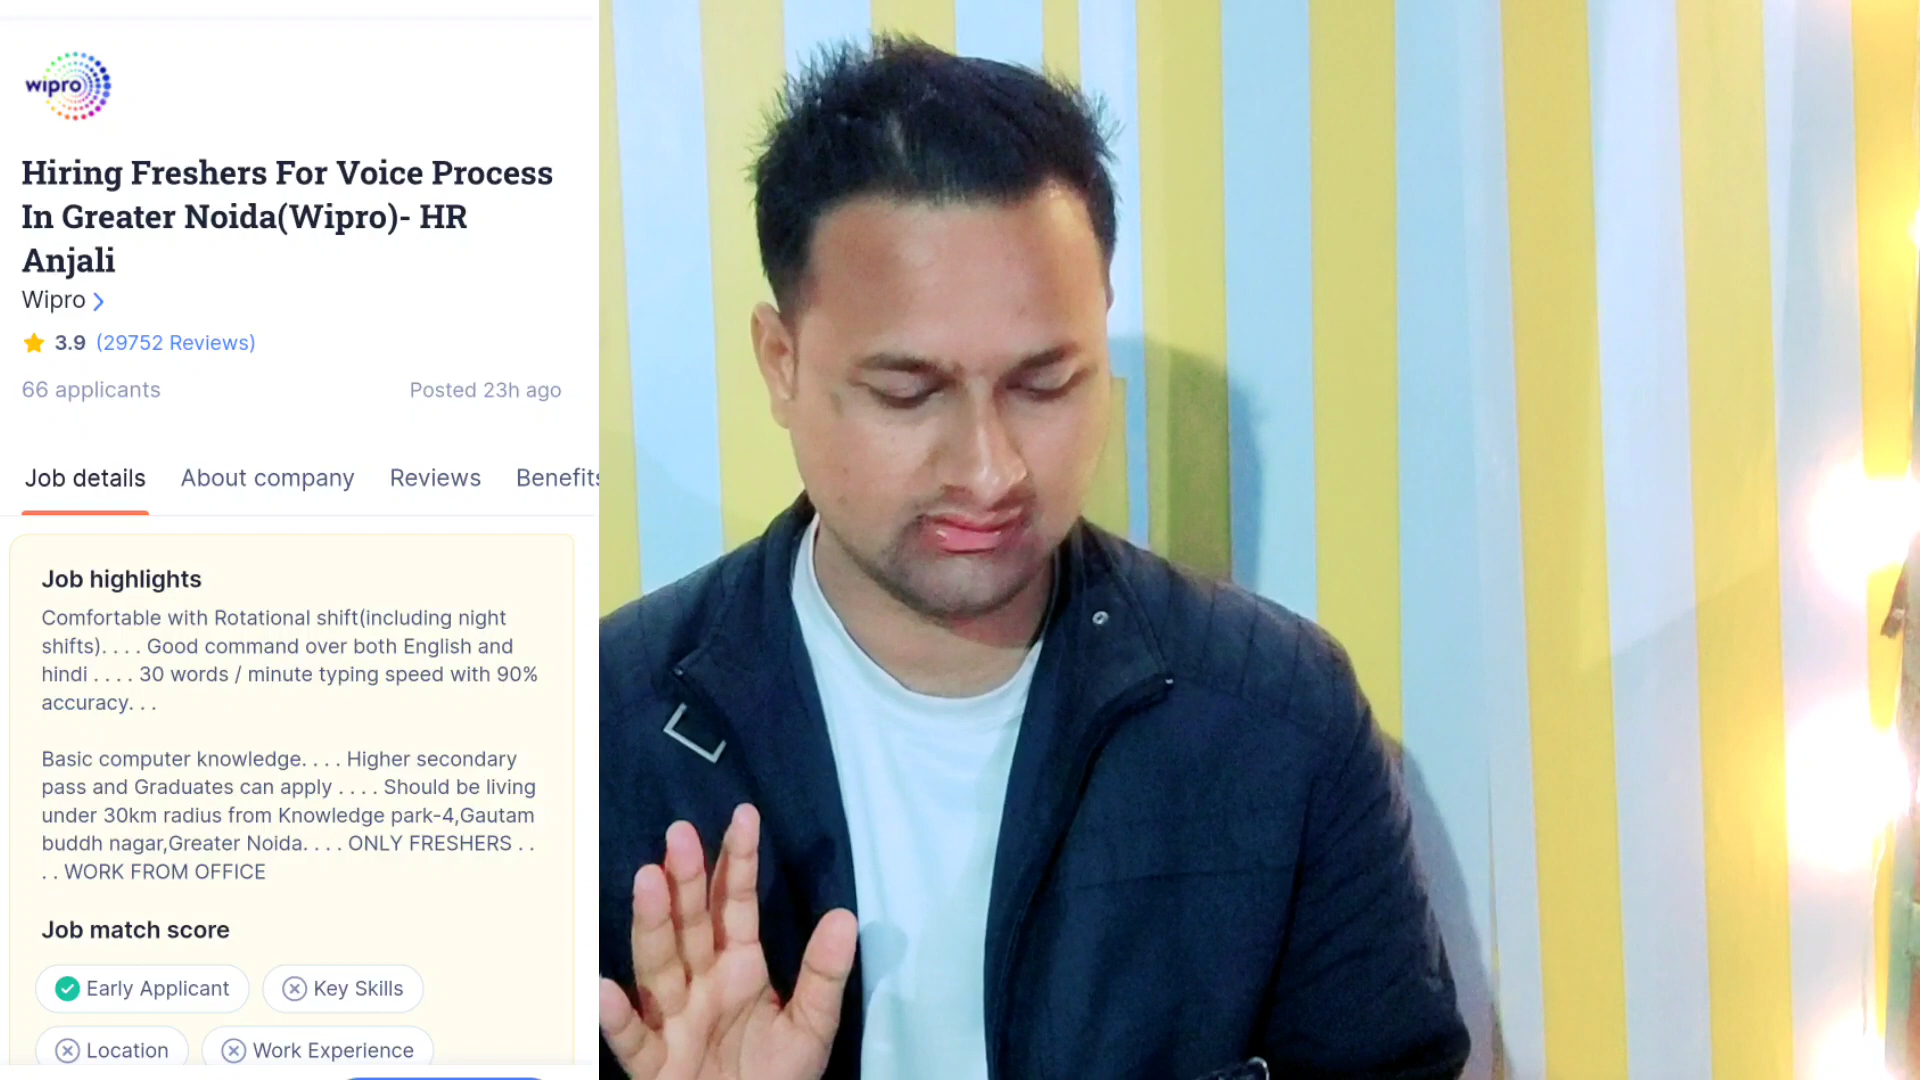 wipro
Hiring Freshers For Voice Process
In Greater Noida(Wipro)- HR
Anjali
Wipro
3.9 (29752 Reviews)
66 applicants Posted 23h ago
Job details About company Reviews Benefits
Job highlights
Comfortable with Rotational shift(including night
shifts). . . . Good command over both English and
hindi . . . . 30 words / minute typing speed with 90%
accuracy. . .
Basic computer knowledge. . . . Higher secondary
pass and Graduates can apply . . . . Should be living
under 30km radius from Knowledge park-4,Gautam
buddh nagar,Greater Noida. . . . ONLY FRESHERS . .
. . WORK FROM OFFICE
Job match score
Early Applicant Key Skills
Location Work Experience